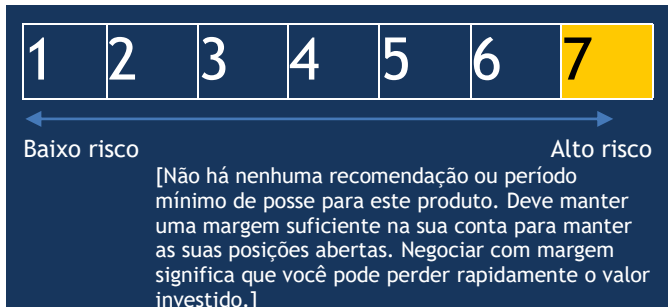 1 2 3 4 5 6 7
Baixo risco Alto risco
[Não há nenhuma recomendação ou período
mínimo de posse para este produto. Deve manter
uma margem suficiente na sua conta para manter
as suas posições abertas. Negociar com margem
significa que você pode perder rapidamente o valor
investido.]